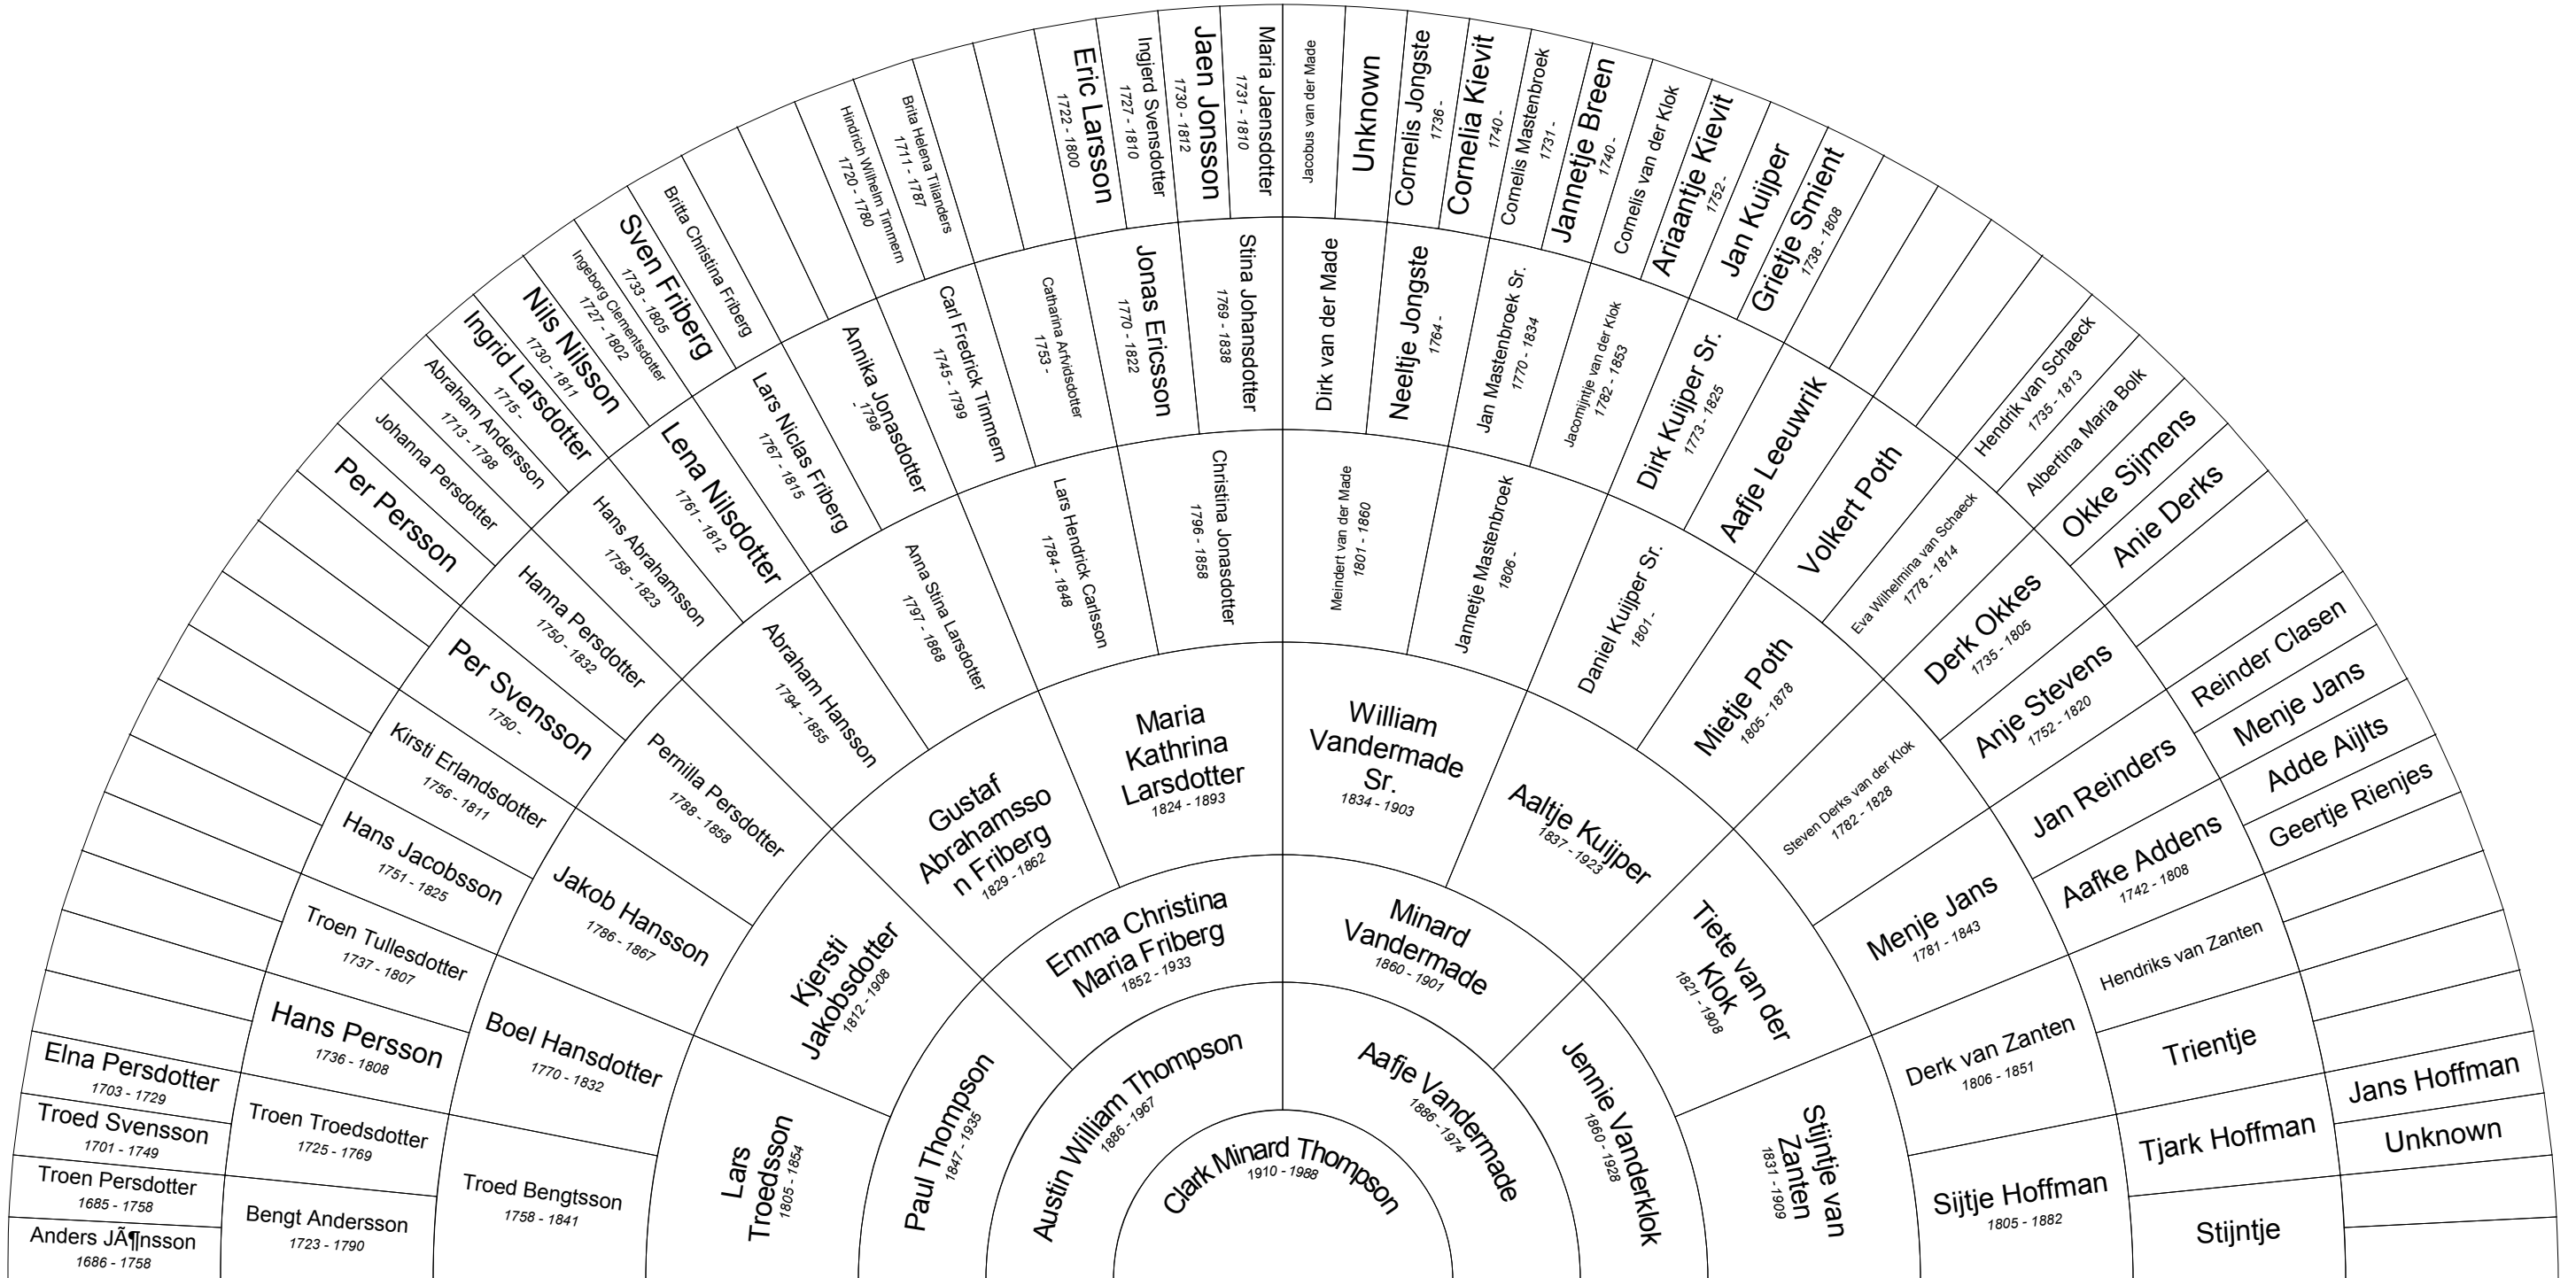 Clark Minard Thompson
1910 - 1988
Austin William Thompson
1886 - 1967
Aafje Vandermade
1886 - 1974
Paul Thompson
1847 - 1935
Emma Christina
Maria Friberg
1852 - 1933
Minard
Vandermade
1860 - 1901
Jennie Vanderklok
1860 - 1928
Lars
Troedsson
1805 - 1854
Kjersti
Jakobsdotter
1812 - 1908
Gustaf
Abrahamsso
n Friberg
1829 - 1862
Maria
Kathrina
Larsdotter
1824 - 1893
William
Vandermade
Sr.
1834 - 1903
Aaltje Kuijper
1837 - 1923
Tiete van der
Klok
1821 - 1908
Stijntje van
Zanten
1831 - 1909
Troed Bengtsson
1758 - 1841
Boel Hansdotter
1770 - 1832
Jakob Hansson
1786 - 1867
Pernilla Persdotter
1788 - 1858
Abraham Hansson
1794 - 1855
Anna Stina Larsdotter
1797 - 1868
Lars Hendrick Carlsson
1784 - 1848
Christina Jonasdotter
1796 - 1858
Meindert van der Made
1801 - 1860
Jannetje Mastenbroek
1806 -
Daniel Kuijper Sr.
1801 -
Mietje Poth
1805 - 1878
Steven Derks van der Klok
1782 - 1828
Menje Jans
1781 - 1843
Derk van Zanten
1806 - 1851
Sijtje Hoffman
1805 - 1882
Bengt Andersson
1723 - 1790
Troen Troedsdotter
1725 - 1769
Hans Persson
1736 - 1808
Troen Tullesdotter
1737 - 1807
Hans Jacobsson
1751 - 1825
Kirsti Erlandsdotter
1756 - 1811
Per Svensson
1750 -
Hanna Persdotter
1750 - 1832
Hans Abrahamsson
1758 - 1823
Lena Nilsdotter
1761 - 1812
Lars Niclas Friberg
1767 - 1815
Annika Jonasdotter
- 1798
Carl Fredrick Timmern
1745 - 1799
Catharina Arfvidsdotter
1753 -
Jonas Ericsson
1770 - 1822
Stina Johansdotter
1769 - 1838
Dirk van der Made
Neeltje Jongste
1764 -
Jan Mastenbroek Sr.
1770 - 1834
Jacomijntje van der Klok
1782 - 1853
Dirk Kuijper Sr.
1773 - 1825
Aafje Leeuwrik
Volkert Poth
Eva Wilhelmina van Schaeck
1778 - 1814
Derk Okkes
1735 - 1805
Anje Stevens
1752 - 1820
Jan Reinders
Aafke Addens
1742 - 1808
Hendriks van Zanten
Trientje
Tjark Hoffman
Stijntje
Anders JÃ¶nsson
1686 - 1758
Troen Persdotter
1685 - 1758
Troed Svensson
1701 - 1749
Elna Persdotter
1703 - 1729
Per Persson
Johanna Persdotter
Abraham Andersson
1713 - 1798
Ingrid Larsdotter
1715 -
Nils Nilsson
1730 - 1811
Ingeborg Clementsdotter
1727 - 1802
Sven Friberg
1733 - 1805
Britta Christina Friberg
Hindrich Wilhelm Timmern
1720 - 1780
Brita Helena Tilianders
1711 - 1787
Eric Larsson
1722 - 1800
Ingjerd Svensdotter
1727 - 1810
Jaen Jonsson
1730 - 1812
Maria Jaensdotter
1731 - 1810
Jacobus van der Made
Unknown
Cornelis Jongste
1736 -
Cornelia Kievit
1740 -
Cornelis Mastenbroek
1731 -
Jannetje Breen
1740 -
Cornelis van der Klok
Ariaantje Kievit
1752 -
Jan Kuijper
Grietje Smient
1738 - 1808
Hendrik van Schaeck
1735 - 1813
Albertina Maria Bolk
Okke Sijmens
Anie Derks
Reinder Clasen
Menje Jans
Adde Aijlts
Geertje Rienjes
Jans Hoffman
Unknown